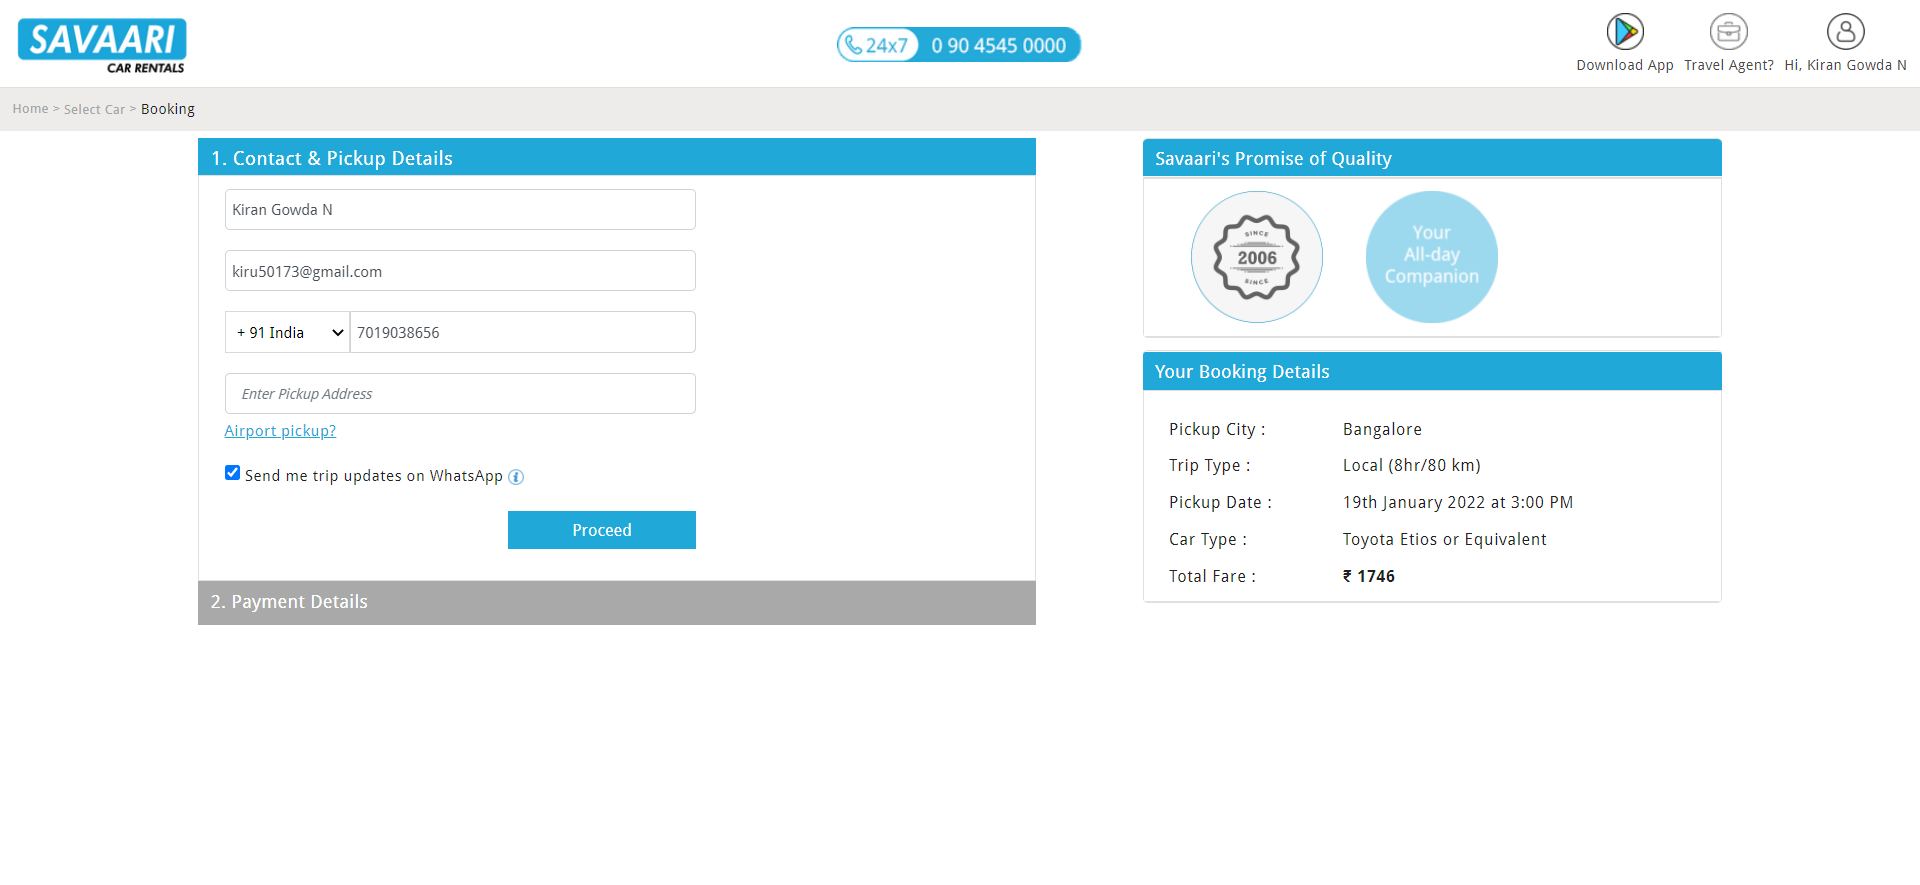 SAVAARI
CAR RENTALS
24x7 0 90 4545 0000
Download App
Travel Agent?
Hi, Kiran Gowda N
Home > Select Car > Booking
1. Contact & Pickup Details
Kiran Gowda N
kiru50173@gmail.com
+ 91 India
7019038656
Enter Pickup Address
Airport pickup?
Send me trip updates on WhatsApp
Proceed
2. Payment Details
Savaari's Promise of Quality
SINCE
2006
SINCE
Your
All-day
Companion
Your Booking Details
Pickup City : Bangalore
Trip Type : Local (8hr/80 km)
Pickup Date : 19th January 2022 at 3:00 PM
Car Type : Toyota Etios or Equivalent
Total Fare : ₹ 1746